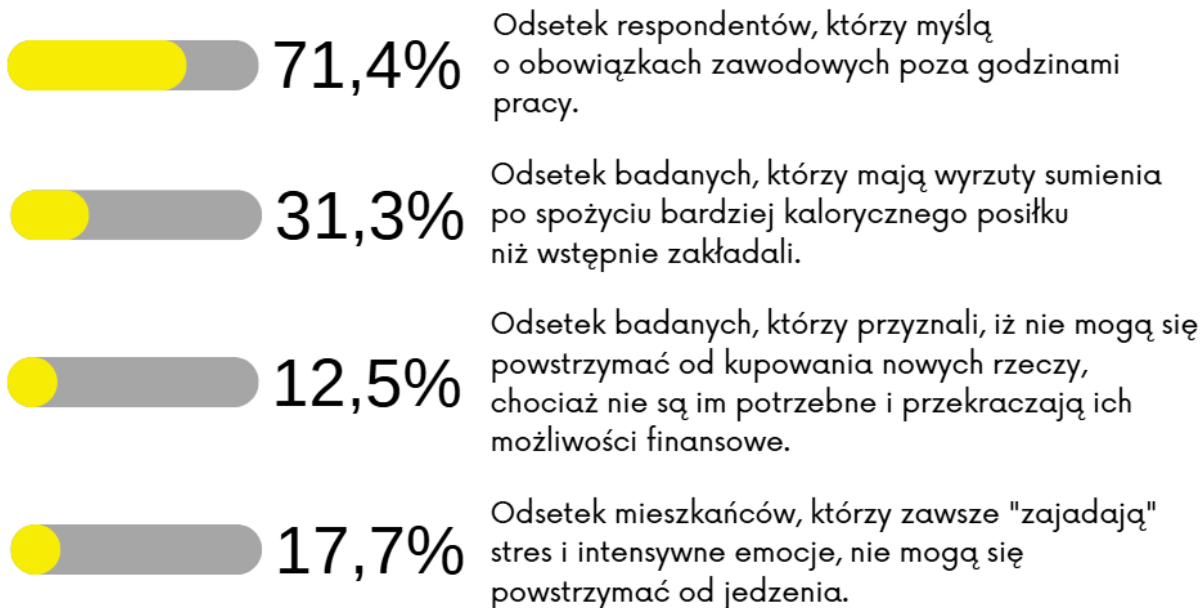 71,4%
Odsetek respondentów, którzy myślą
o obowiązkach zawodowych poza godzinami
pracy.
31,3%
Odsetek badanych, którzy mają wyrzuty sumienia
po spożyciu bardziej kalorycznego posiłku
niż wstępnie zakładali.
12,5%
Odsetek badanych, którzy przyznali, iż nie mogą się
powstrzymać od kupowania nowych rzeczy,
chociaż nie są im potrzebne i przekraczają ich
możliwości finansowe.
17,7%
Odsetek mieszkańców, którzy zawsze "zajadają"
stres i intensywne emocje, nie mogą się
powstrzymać od jedzenia.